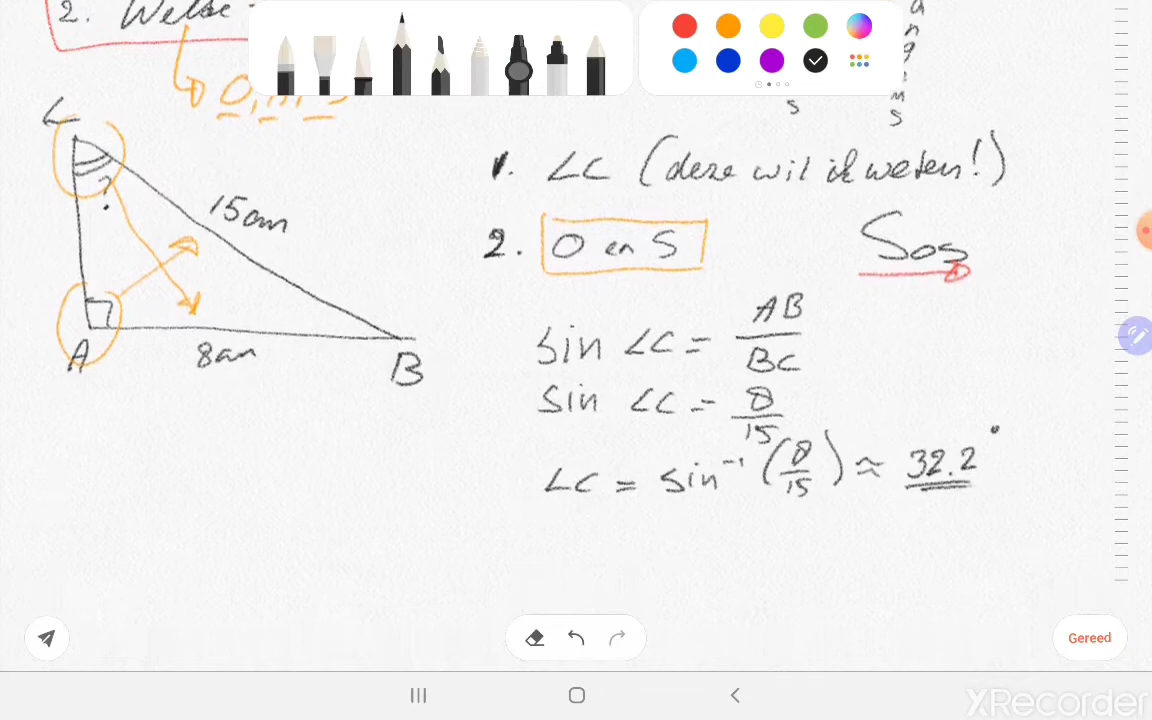 2. Welke
a
n
g
e
n
s
s
1. ∠C (deze wil ik weten!)
2. O en S
SOS
C
?
15cm
A
8cm
B
sin ∠C = AB/BC
sin ∠C = 8/15
∠C = sin⁻¹ (8/15) ≈ 32.2°
Gereed
XRecorder